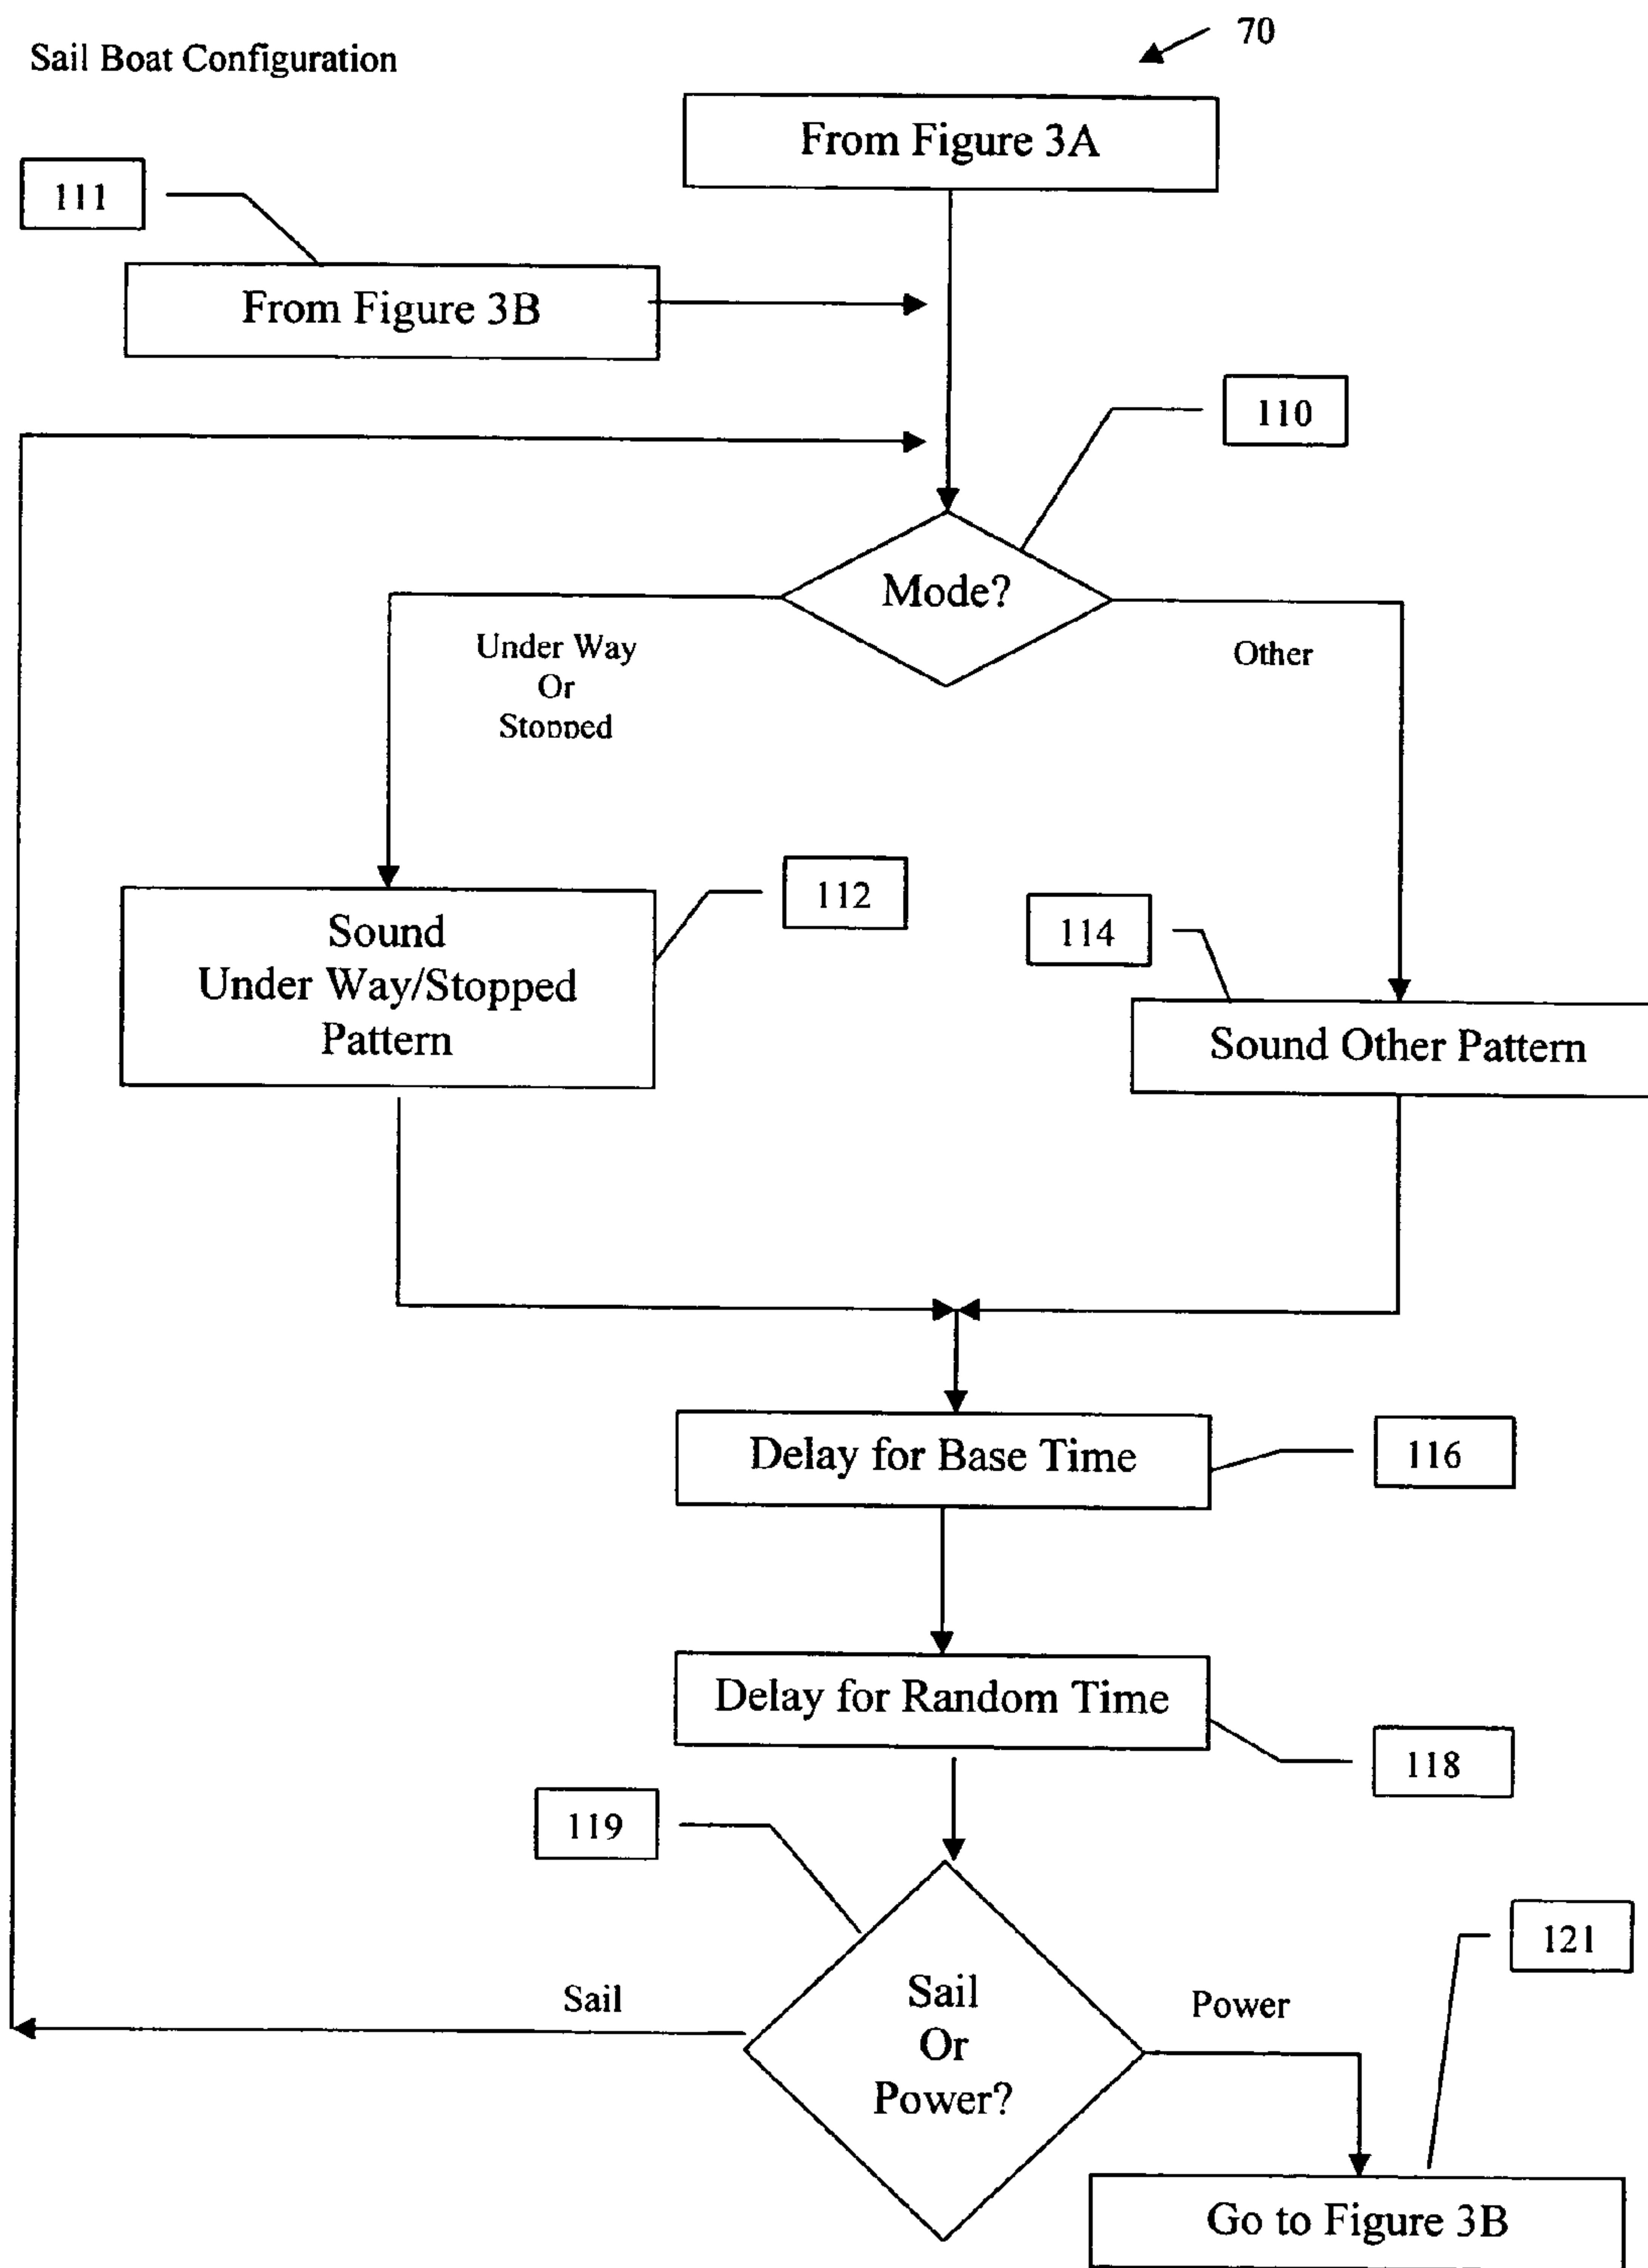 70
Sail Boat Configuration
From Figure 3A
111
From Figure 3B
110
Mode?
Under Way
Or
Stopped
Other
112
Sound
Under Way/Stopped
Pattern
114
Sound Other Pattern
Delay for Base Time
116
Delay for Random Time
118
119
121
Sail
Sail
Or
Power?
Power
Go to Figure 3B